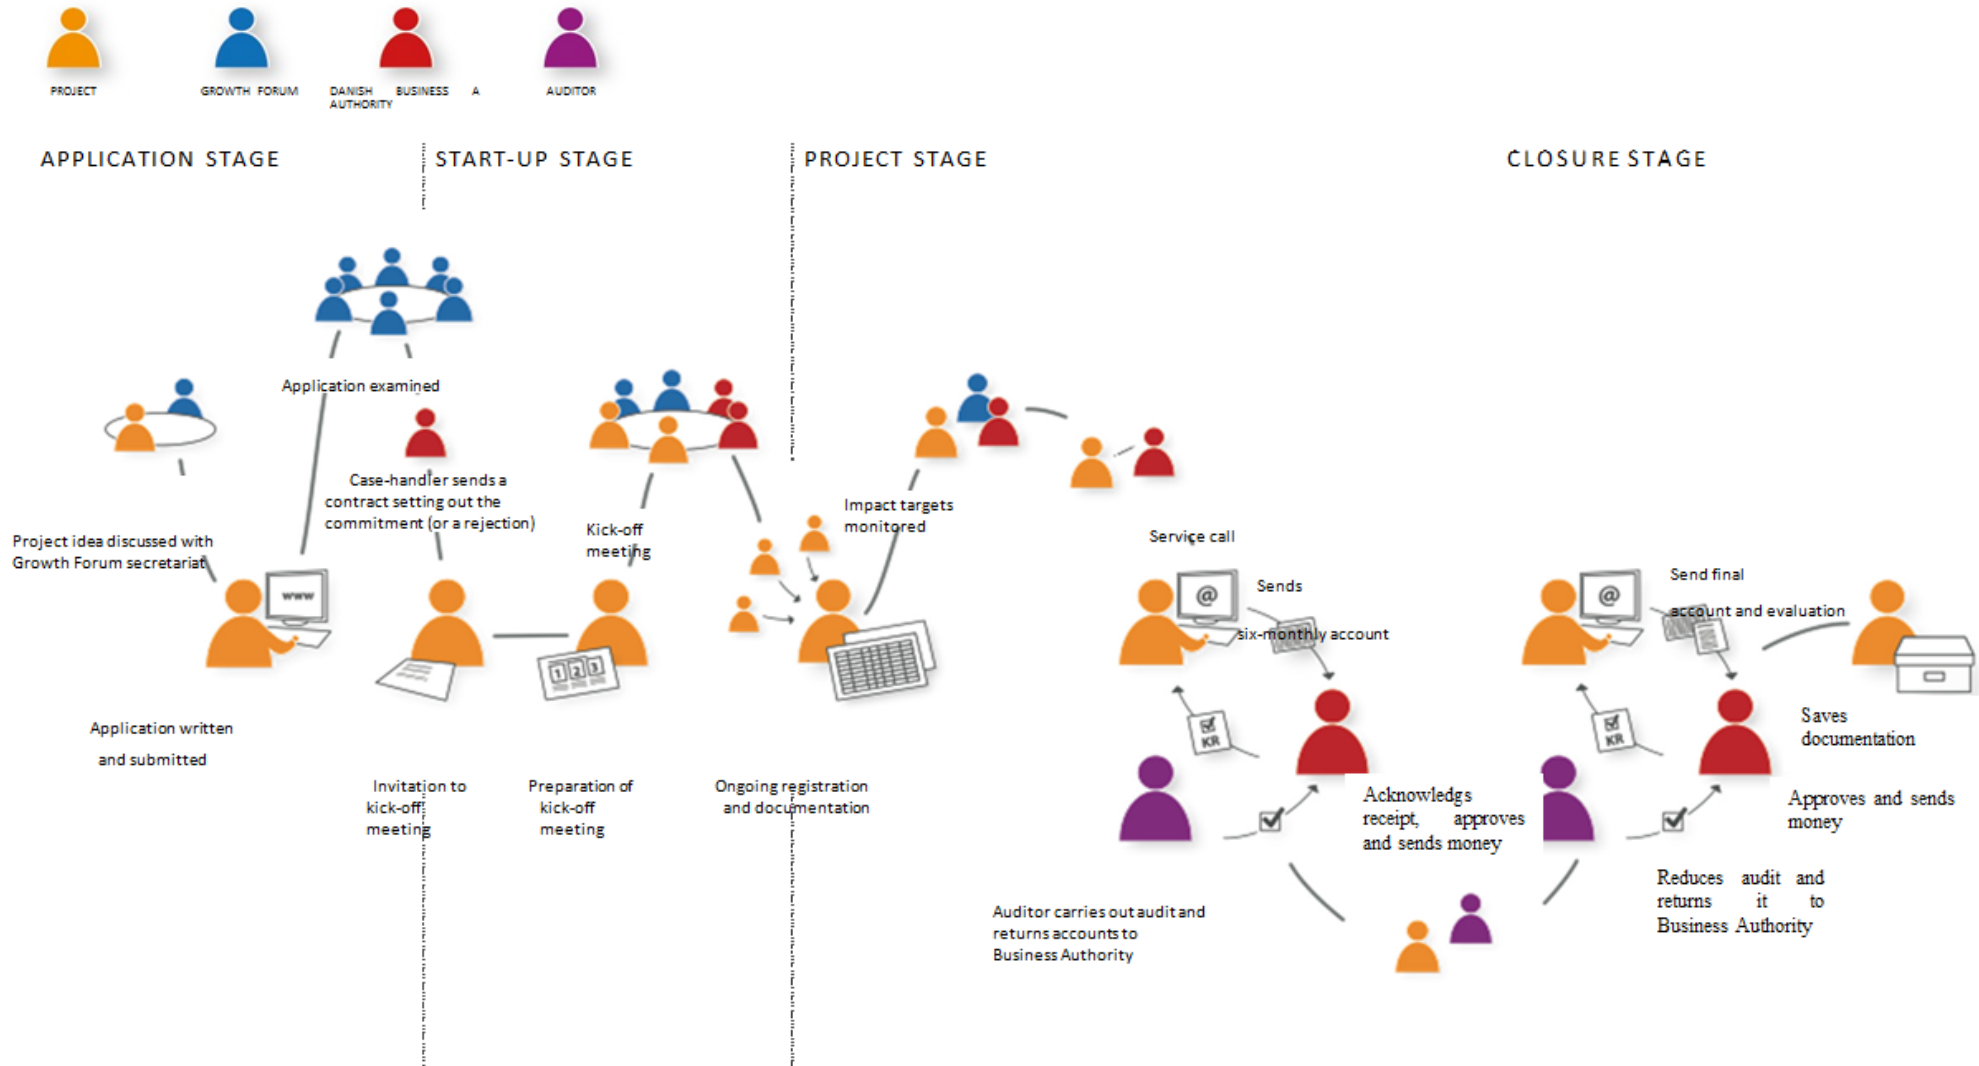 PROJECT
GROWTH FORUM
DANISH BUSINESS A
AUTHORITY
AUDITOR
APPLICATION STAGE
START-UP STAGE
PROJECT STAGE
CLOSURE STAGE
Application examined
Case-handler sends a
contract setting out the
commitment (or a rejection)
Project idea discussed with
Growth Forum secretariat
www
Application written
and submitted
Kick-off
meeting
1 2 3
Invitation to
kick-off
meeting
Preparation of
kick-off
meeting
Impact targets
monitored
Ongoing registration
and documentation
Service call
@
Sends
six-monthly account
KR
Acknowledgs
receipt, approves
and sends money
Auditor carries out audit and
returns accounts to
Business Authority
@
Send final
account and evaluation
KR
Saves
documentation
Approves and sends
money
Reduces audit and
returns it to
Business Authority